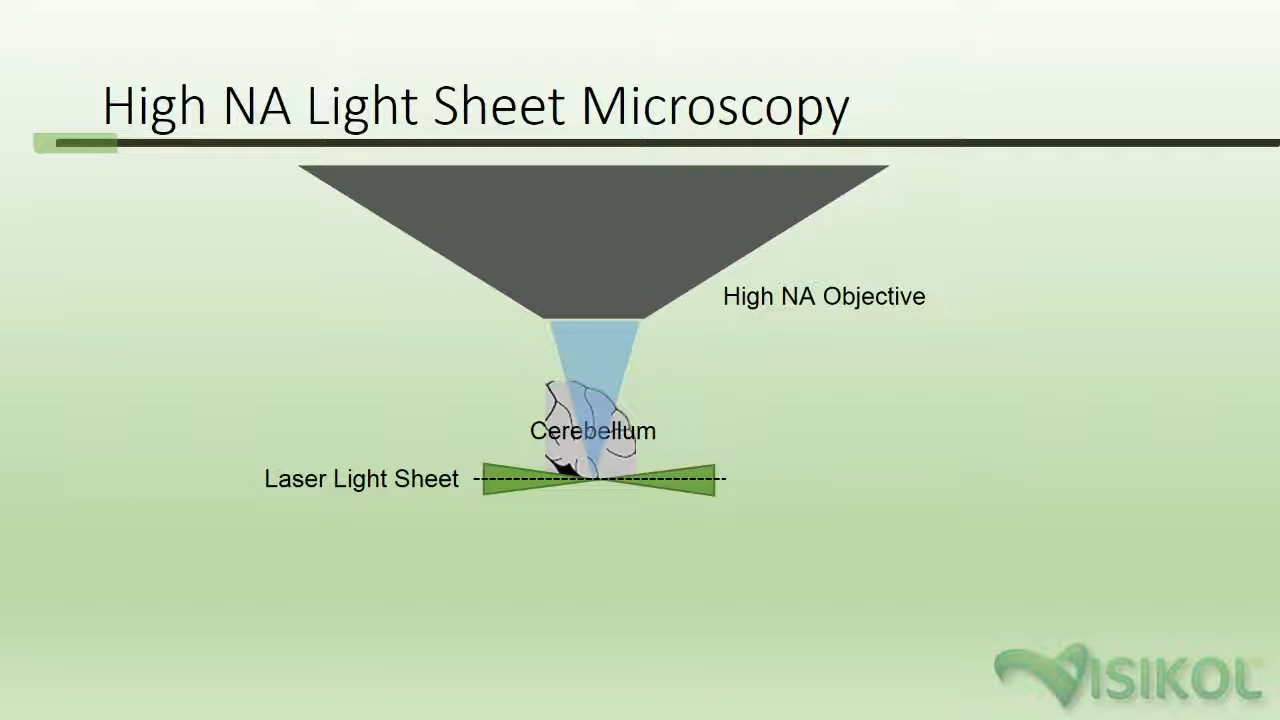 High NA Light Sheet Microscopy
High NA Objective
Cerebellum
Laser Light Sheet
VISIKOL